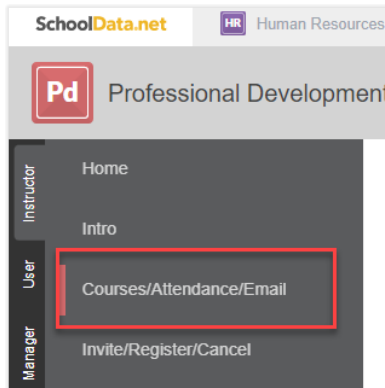 SchoolData.net
HR Human Resources
Pd Professional Development
Instructor
User
Manager
Home
Intro
Courses/Attendance/Email
Invite/Register/Cancel